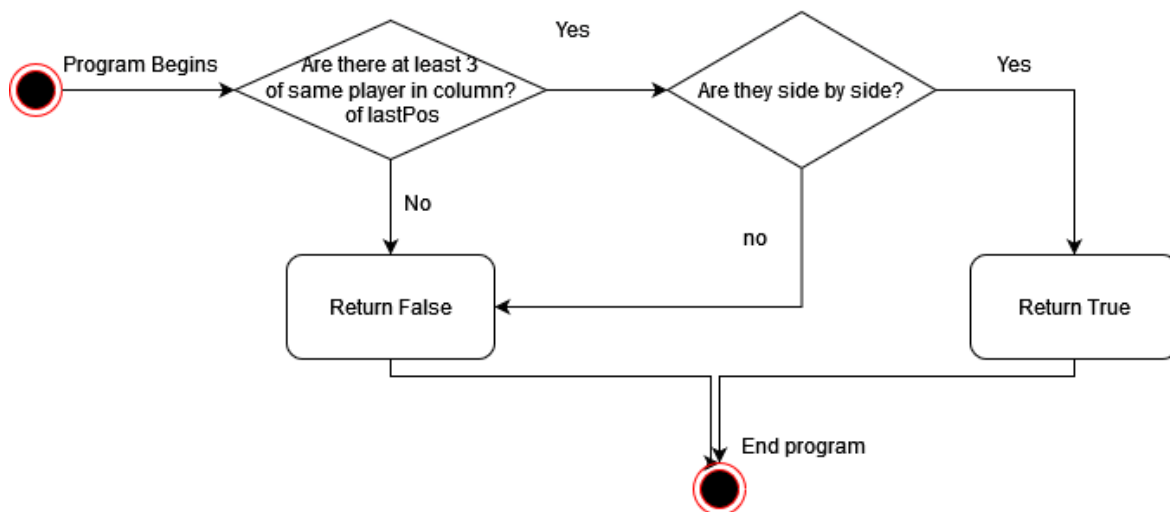 Program Begins
Are there at least 3
of same player in column?
of lastPos
Yes
Are they side by side?
Yes
No
no
Return False
Return True
End program